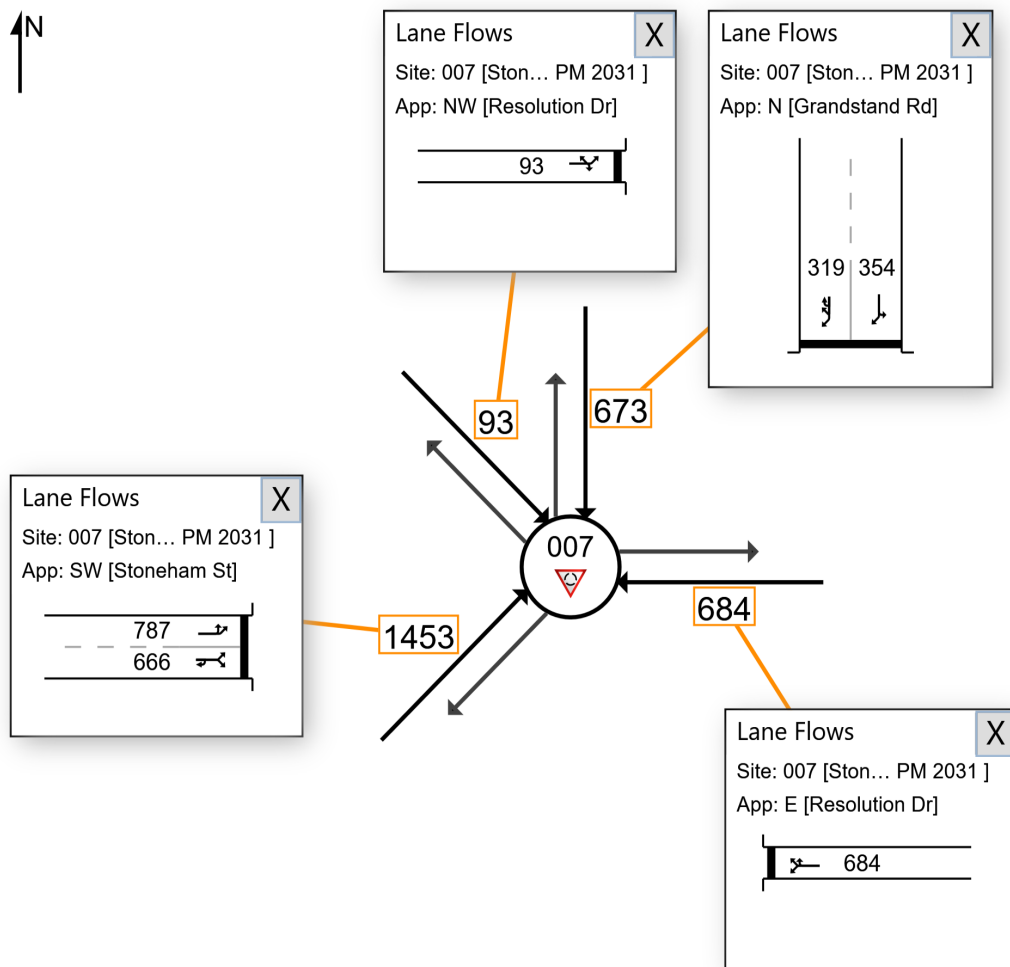 N
Lane Flows
X
Site: 007 [Ston... PM 2031 ]
App: NW [Resolution Dr]
93
Lane Flows
X
Site: 007 [Ston... PM 2031 ]
App: N [Grandstand Rd]
319 354
93
673
Lane Flows
X
Site: 007 [Ston... PM 2031 ]
App: SW [Stoneham St]
787
666
1453
007
684
Lane Flows
X
Site: 007 [Ston... PM 2031 ]
App: E [Resolution Dr]
684